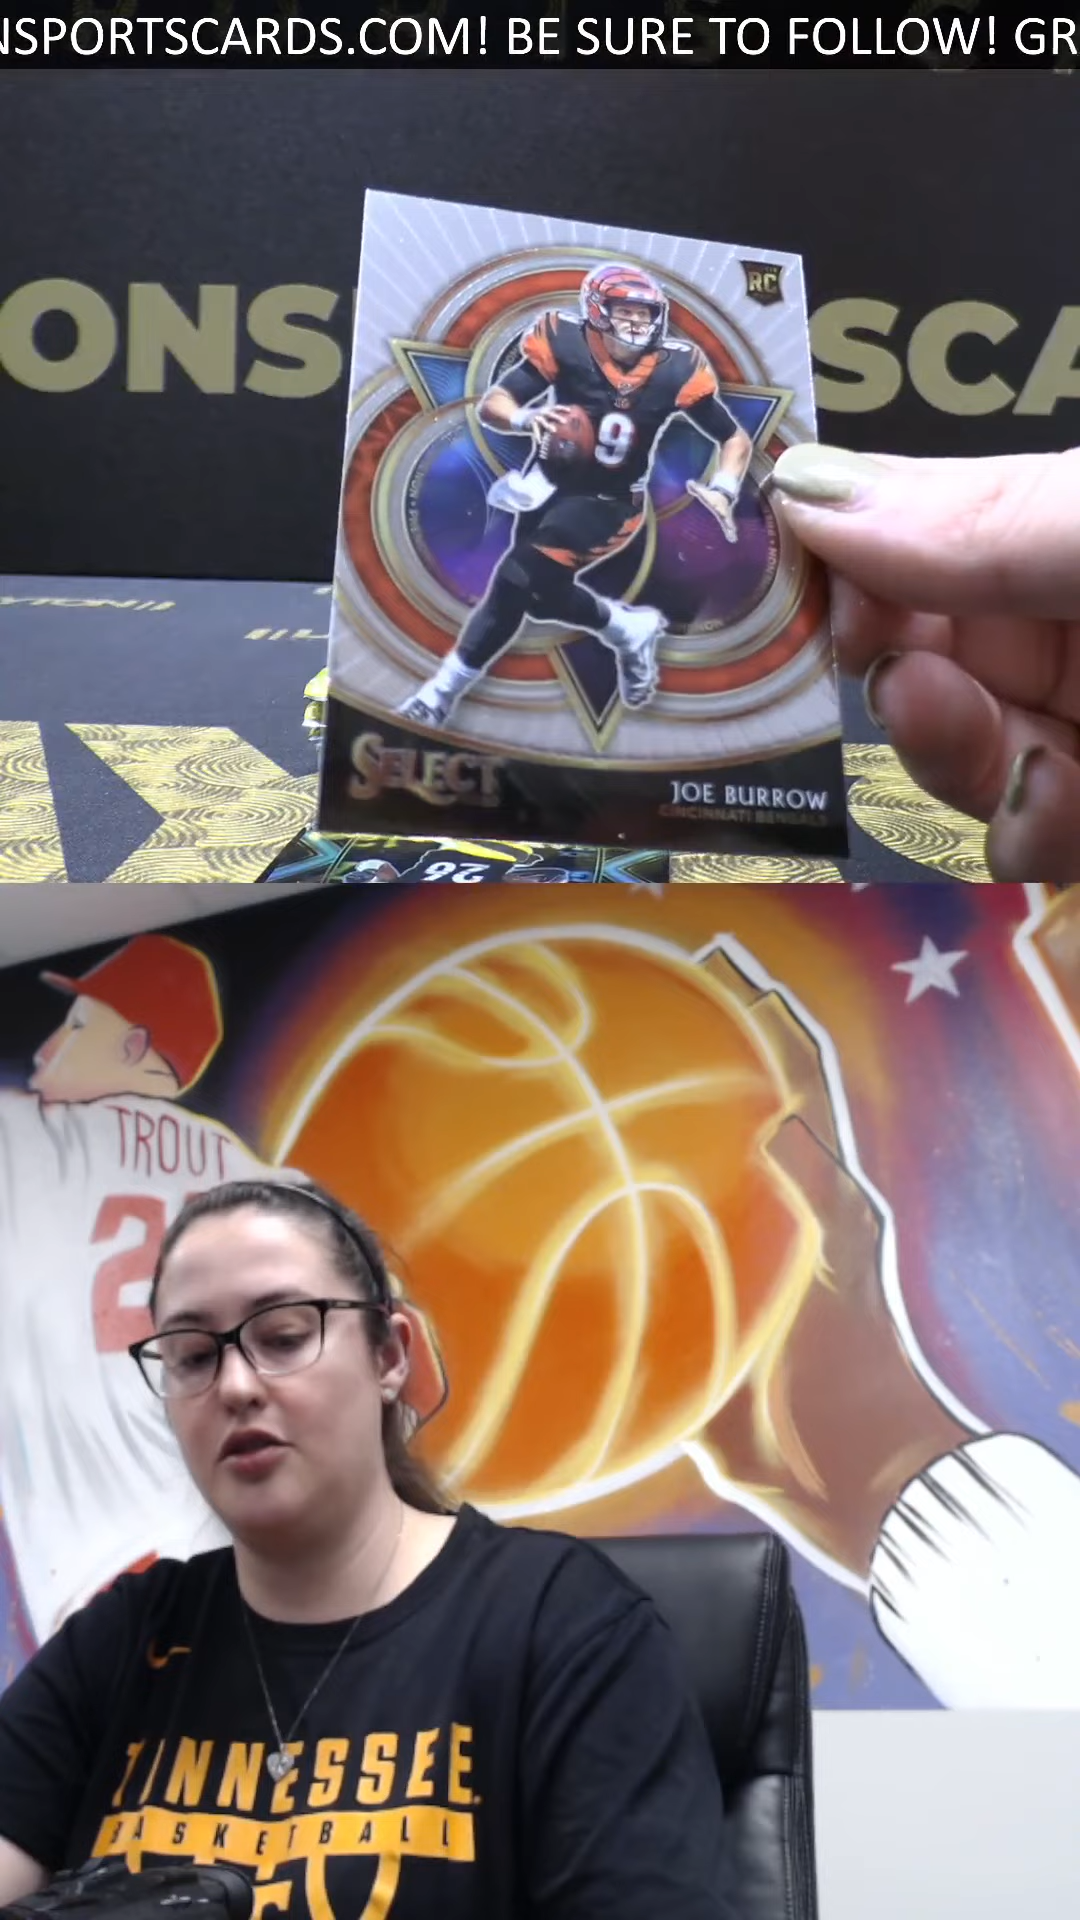 NSPORTSCARDS.COM! BE SURE TO FOLLOW! GR
ONS
SCA
RC
9
9
SELECT
JOE BURROW
CINCINNATI BENGALS
26
TROUT
2
TENNESSEE
BASKETBALL